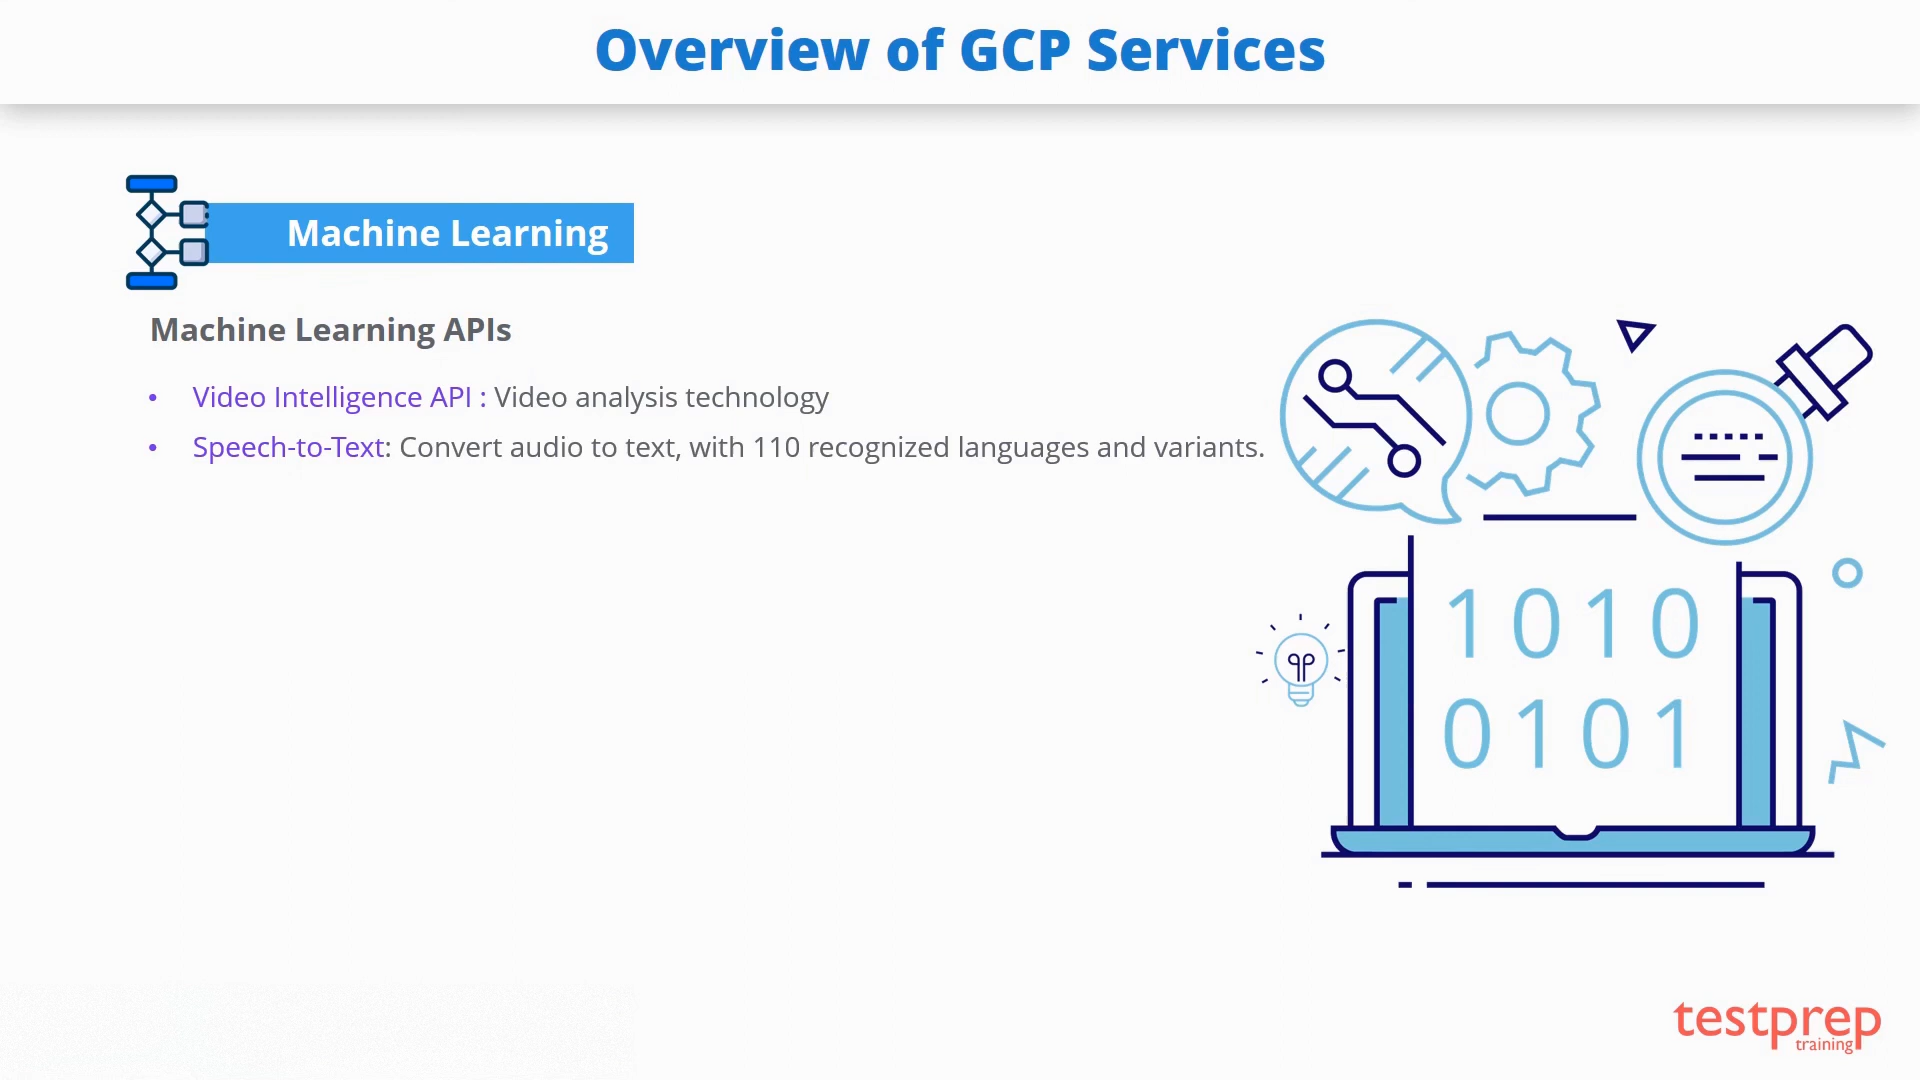 Overview of GCP Services
Machine Learning
Machine Learning APIs
• Video Intelligence API : Video analysis technology
• Speech-to-Text: Convert audio to text, with 110 recognized languages and variants.
1010
0101
testprep
training